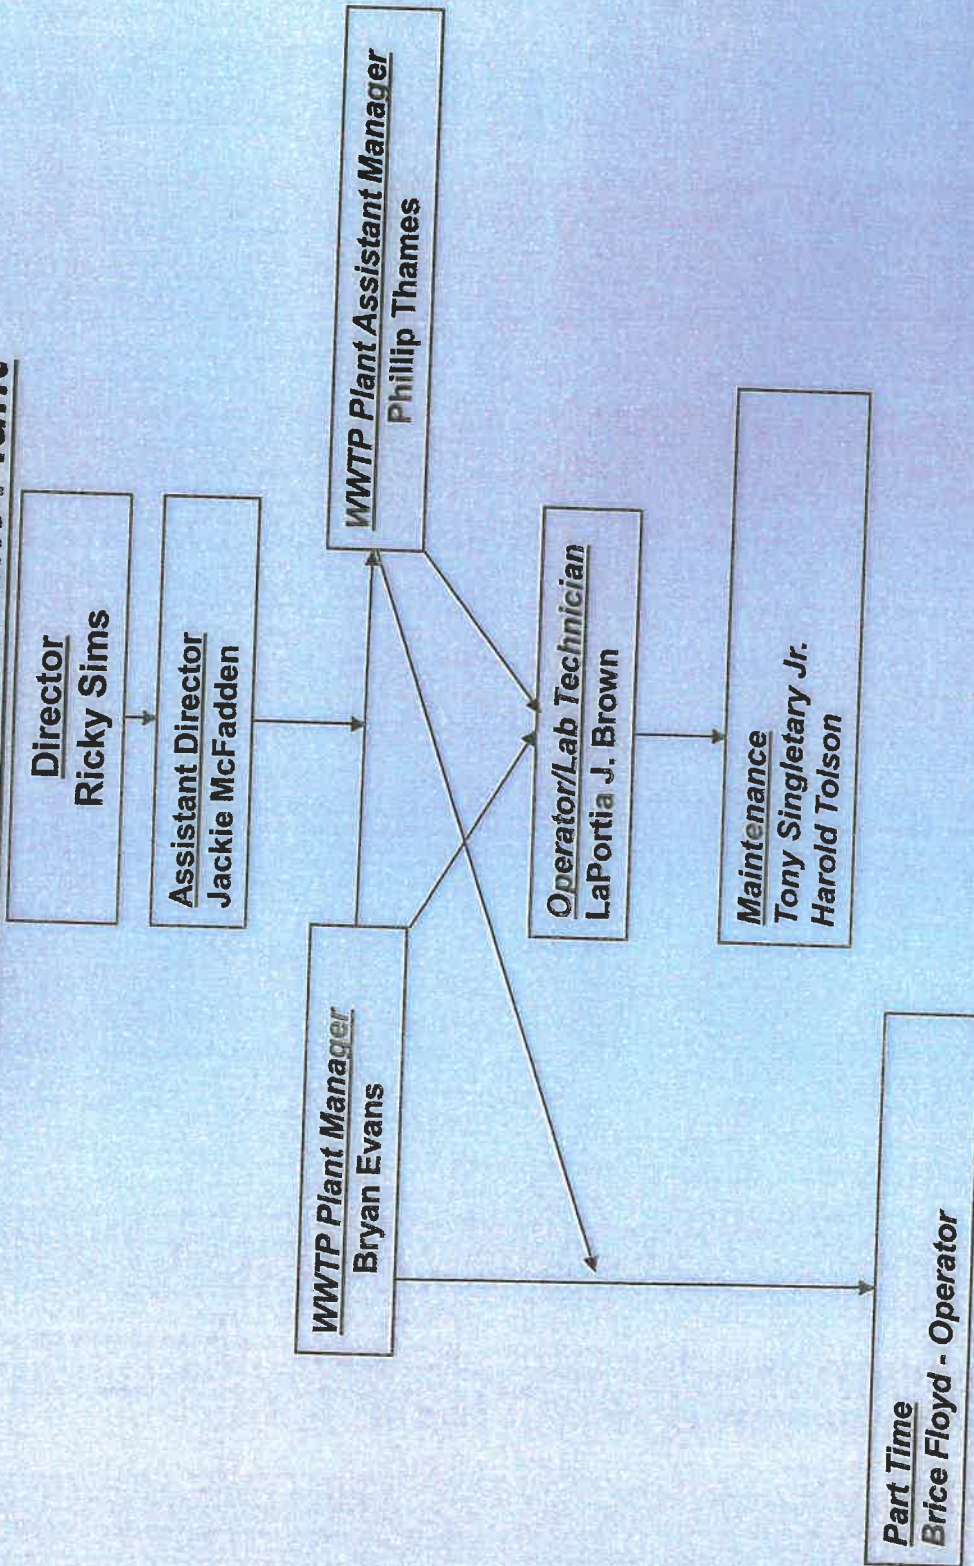 Director
Ricky Sims
Assistant Director
Jackie McFadden
WWTP Plant Manager
Bryan Evans
WWTP Plant Assistant Manager
Phillip Thames
Operator/Lab Technician
LaPortia J. Brown
Maintenance
Tony Singletary Jr.
Harold Tolson
Part Time
Brice Floyd - Operator